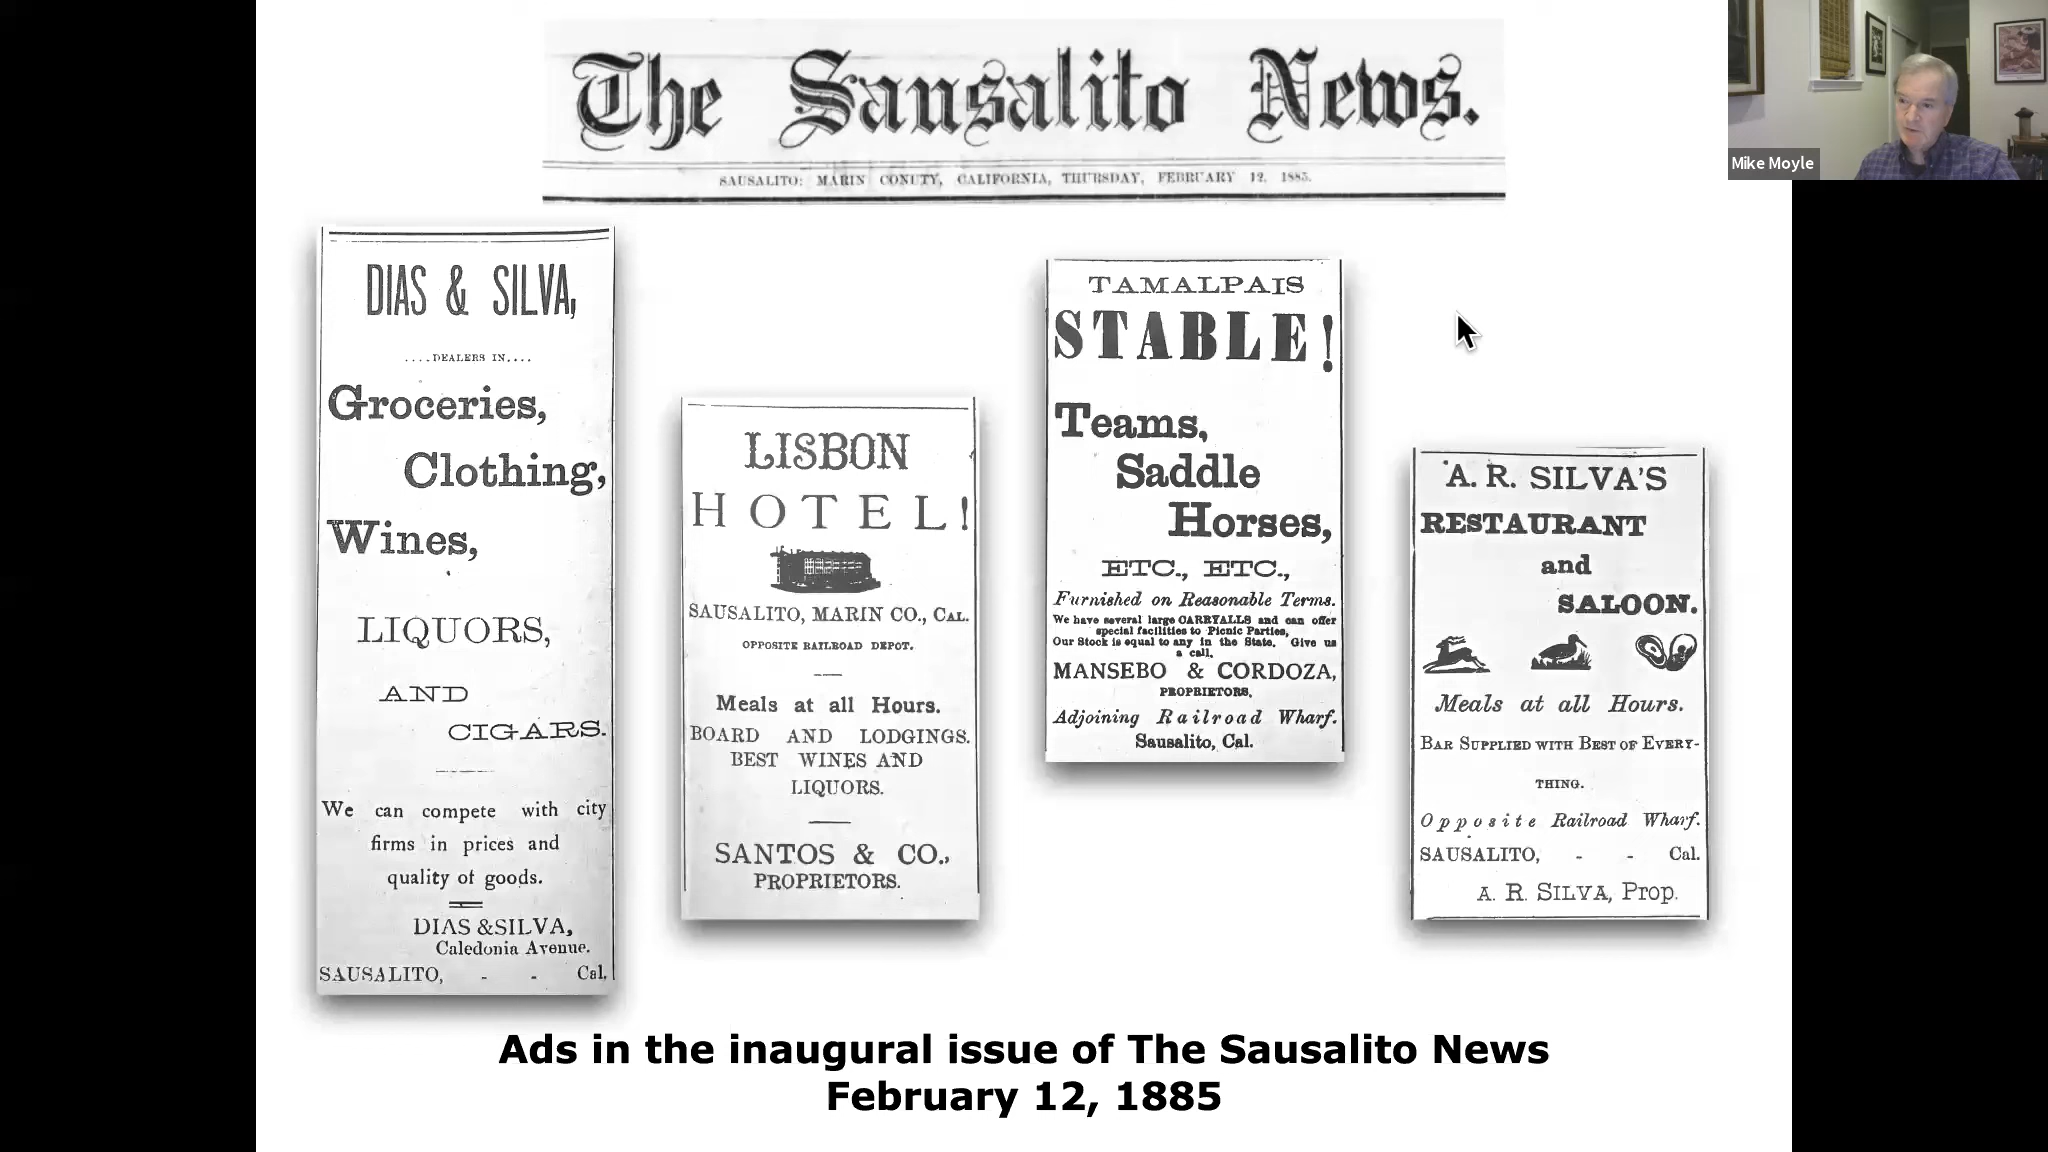 The Sausalito News.
SAUSALITO: MARIN CONUTY, CALIFORNIA, THURSDAY, FEBRUARY 12, 1885.
Mike Moyle
DIAS & SILVA,
....DEALERS IN....
Groceries,
Clothing,
Wines,
LIQUORS,
AND
CIGARS.
We can compete with city
firms in prices and
quality of goods.
DIAS &SILVA,
Caledonia Avenue.
SAUSALITO, - - Cal.
LISBON
HOTEL!
SAUSALITO, MARIN CO., CAL.
OPPOSITE RAILROAD DEPOT.
Meals at all Hours.
BOARD AND LODGINGS.
BEST WINES AND
LIQUORS.
SANTOS & CO.,
PROPRIETORS.
TAMALPAIS
STABLE!
Teams,
Saddle
Horses,
ETC., ETC.,
Furnished on Reasonable Terms.
We have several large CARRYALLS and can offer
special facilities to Picnic Parties,
Our Stock is equal to any in the State. Give us
a call.
MANSEBO & CORDOZA,
PROPRIETORS.
Adjoining Railroad Wharf.
Sausalito, Cal.
A. R. SILVA'S
RESTAURANT
and
SALOON.
Meals at all Hours.
BAR SUPPLIED WITH BEST OF EVERY-
THING.
Opposite Railroad Wharf.
SAUSALITO, - - Cal.
A. R. SILVA, Prop.
Ads in the inaugural issue of The Sausalito News
February 12, 1885